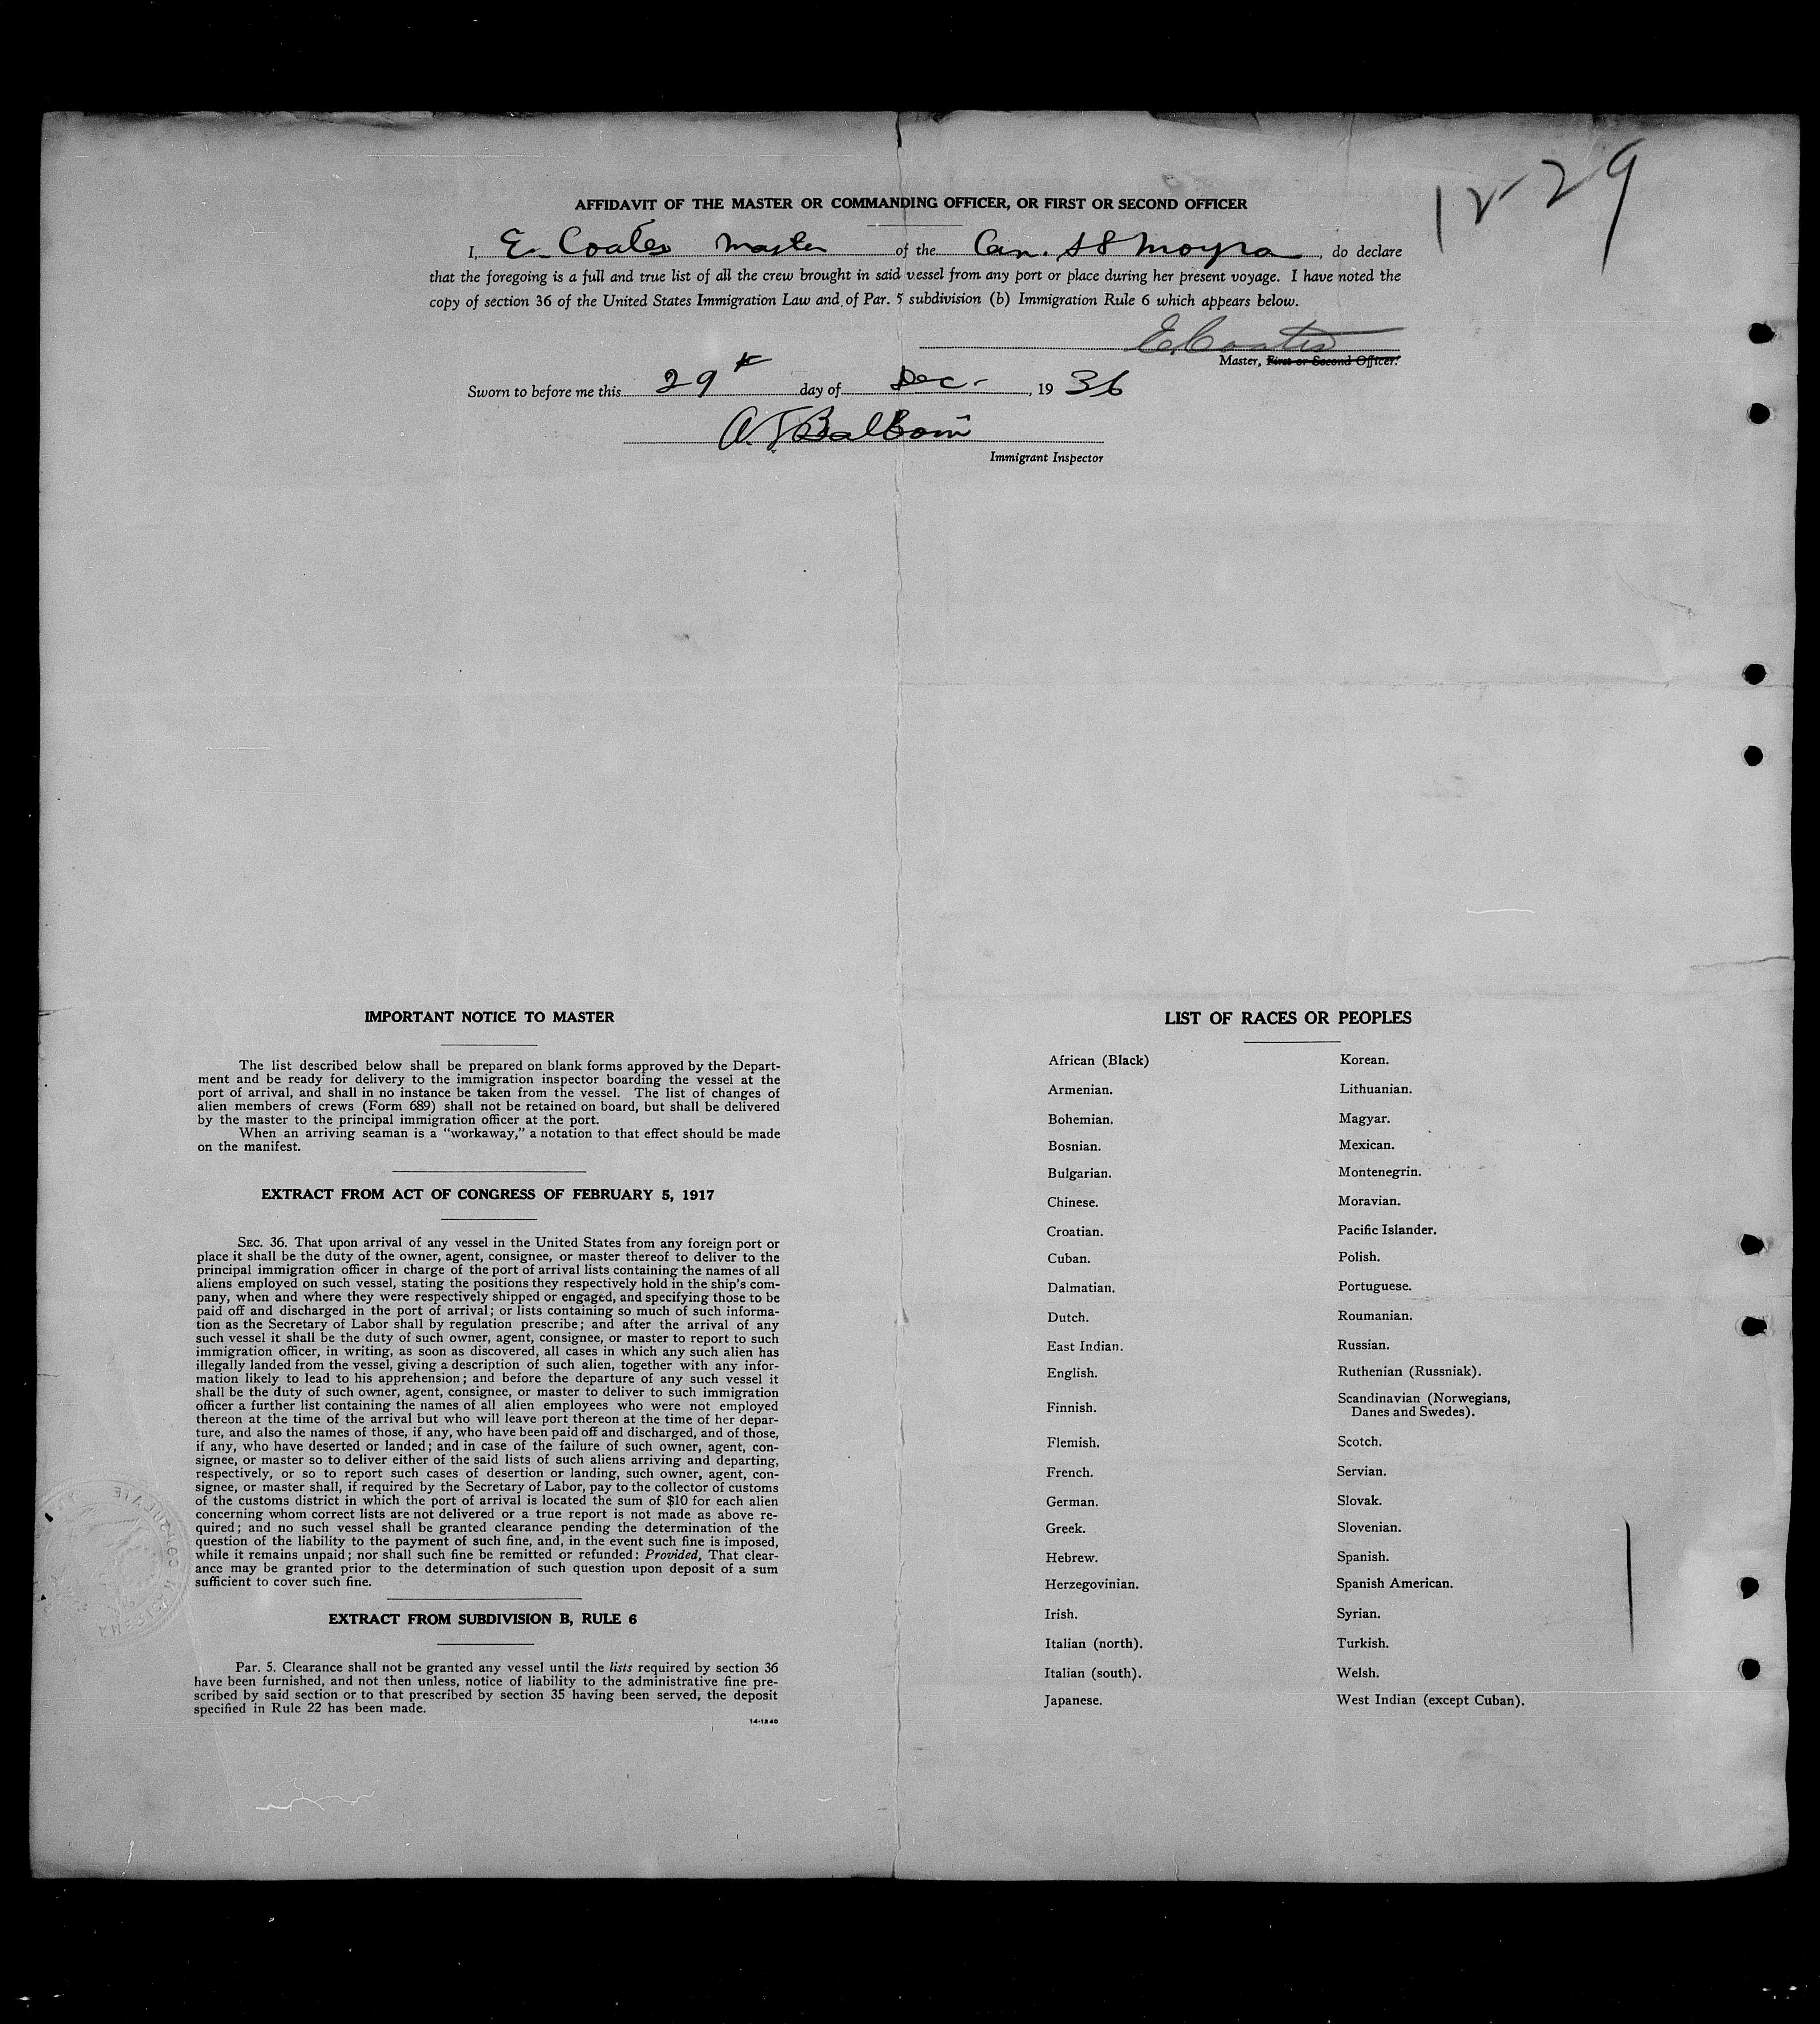 12-29
AFFIDAVIT OF THE MASTER OR COMMANDING OFFICER, OR FIRST OR SECOND OFFICER
I, E. Coates Master of the Can. SS Moyra, do declare
that the foregoing is a full and true list of all the crew brought in said vessel from any port or place during her present voyage. I have noted the
copy of section 36 of the United States Immigration Law and of Par. 5 subdivision (b) Immigration Rule 6 which appears below.
E. Coates
Master, First or Second Officer.
Sworn to before me this 29th day of Dec., 1936
Immigrant Inspector
IMPORTANT NOTICE TO MASTER
The list described below shall be prepared on blank forms approved by the Depart-
ment and be ready for delivery to the immigration inspector boarding the vessel at the
port of arrival, and shall in no instance be taken from the vessel. The list of changes of
alien members of crews (Form 689) shall not be retained on board, but shall be delivered
by the master to the principal immigration officer at the port.
When an arriving seaman is a “workaway,” a notation to that effect should be made
on the manifest.
EXTRACT FROM ACT OF CONGRESS OF FEBRUARY 5, 1917
SEC. 36. That upon arrival of any vessel in the United States from any foreign port or
place it shall be the duty of the owner, agent, consignee, or master thereof to deliver to the
principal immigration officer in charge of the port of arrival lists containing the names of all
aliens employed on such vessel, stating the positions they respectively hold in the ship's com-
pany, when and where they were respectively shipped or engaged, and specifying those to be
paid off and discharged in the port of arrival; or lists containing so much of such informa-
tion as the Secretary of Labor shall by regulation prescribe; and after the arrival of any
such vessel it shall be the duty of such owner, agent, consignee, or master to report to such
immigration officer, in writing, as soon as discovered, all cases in which any such alien has
illegally landed from the vessel, giving a description of such alien, together with any infor-
mation likely to lead to his apprehension; and before the departure of any such vessel it
shall be the duty of such owner, agent, consignee, or master to deliver to such immigration
officer a further list containing the names of all alien employees who were not employed
thereon at the time of the arrival but who will leave port thereon at the time of her depar-
ture, and also the names of those, if any, who have been paid off and discharged, and of those,
if any, who have deserted or landed; and in case of the failure of such owner, agent, con-
signee, or master so to deliver either of the said lists of such aliens arriving and departing,
respectively, or so to report such cases of desertion or landing, such owner, agent, con-
signee, or master shall, if required by the Secretary of Labor, pay to the collector of customs
of the customs district in which the port of arrival is located the sum of $10 for each alien
concerning whom correct lists are not delivered or a true report is not made as above re-
quired; and no such vessel shall be granted clearance pending the determination of the
question of the liability to the payment of such fine, and, in the event such fine is imposed,
while it remains unpaid; nor shall such fine be remitted or refunded: Provided, That clear-
ance may be granted prior to the determination of such question upon deposit of a sum
sufficient to cover such fine.
EXTRACT FROM SUBDIVISION B, RULE 6
Par. 5. Clearance shall not be granted any vessel until the lists required by section 36
have been furnished, and not then unless, notice of liability to the administrative fine pre-
scribed by said section or to that prescribed by section 35 having been served, the deposit
specified in Rule 22 has been made.
14-1240
LIST OF RACES OR PEOPLES
African (Black)
Armenian.
Bohemian.
Bosnian.
Bulgarian.
Chinese.
Croatian.
Cuban.
Dalmatian.
Dutch.
East Indian.
English.
Finnish.
Flemish.
French.
German.
Greek.
Hebrew.
Herzegovinian.
Irish.
Italian (north).
Italian (south).
Japanese.
Korean.
Lithuanian.
Magyar.
Mexican.
Montenegrin.
Moravian.
Pacific Islander.
Polish.
Portuguese.
Roumanian.
Russian.
Ruthenian (Russniak).
Scandinavian (Norwegians,
Danes and Swedes).
Scotch.
Servian.
Slovak.
Slovenian.
Spanish.
Spanish American.
Syrian.
Turkish.
Welsh.
West Indian (except Cuban).